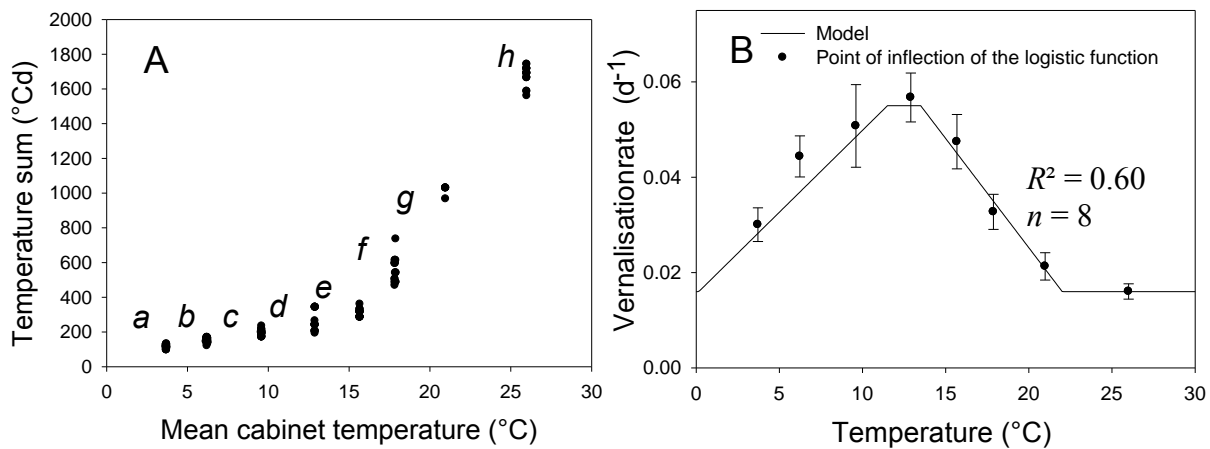 A
Temperature sum (°Cd)
2000
1800
1600
1400
1200
1000
800
600
400
200
0
a
b
c
d
e
f
g
h
0
5
10
15
20
25
30
Mean cabinet temperature (°C)
B
Model
Point of inflection of the logistic function
Vernalisationrate (d-1)
0.06
0.04
0.02
0.00
R² = 0.60
n = 8
0
5
10
15
20
25
30
Temperature (°C)